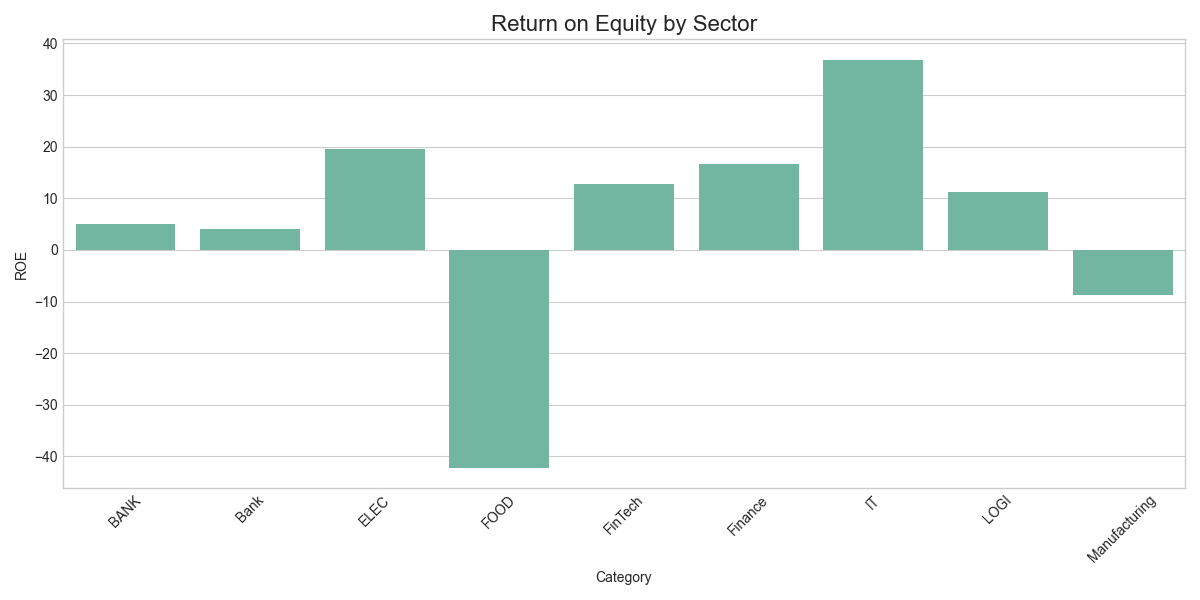 Return on Equity by Sector
40
30
20
10
0
−10
−20
−30
−40
ROE
BANK
Bank
ELEC
FOOD
FinTech
Finance
IT
LOGI
Manufacturing
Category